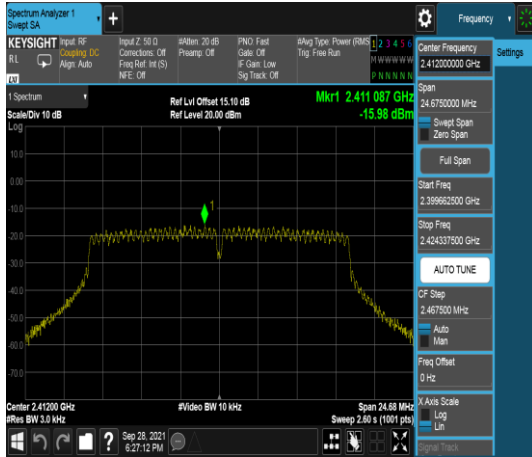 Spectrum Analyzer 1
Swept SA
Frequency
KEYSIGHT
RL
Input: RF
Coupling: DC
Align: Auto
Input Z: 50 Ω
Corrections: Off
Freq Ref: Int (S)
NFE: Off
#Atten: 20 dB
Preamp: Off
PNO: Fast
Gate: Off
IF Gain: Low
Sig Track: Off
#Avg Type: Power (RMS)
Trig: Free Run
1 2 3 4 5 6
M W W W W W
P N N N N N
Center Frequency
2.412000000 GHz
Settings
1 Spectrum
Scale/Div 10 dB
Ref Lvl Offset 15.10 dB
Ref Level 20.00 dBm
Mkr1 2.411 087 GHz
-15.98 dBm
Span
24.6750000 MHz
Swept Span
Zero Span
Full Span
Start Freq
2.399662500 GHz
Stop Freq
2.424337500 GHz
AUTO TUNE
CF Step
2.467500 MHz
Auto
Man
Freq Offset
0 Hz
X Axis Scale
Log
Lin
Signal Track
Log
10.0
0.00
-10.0
-20.0
-30.0
-40.0
-50.0
-60.0
-70.0
1
Center 2.41200 GHz
#Res BW 3.0 kHz
#Video BW 10 kHz
Span 24.68 MHz
Sweep 2.60 s (1001 pts)
Sep 28, 2021
6:27:12 PM